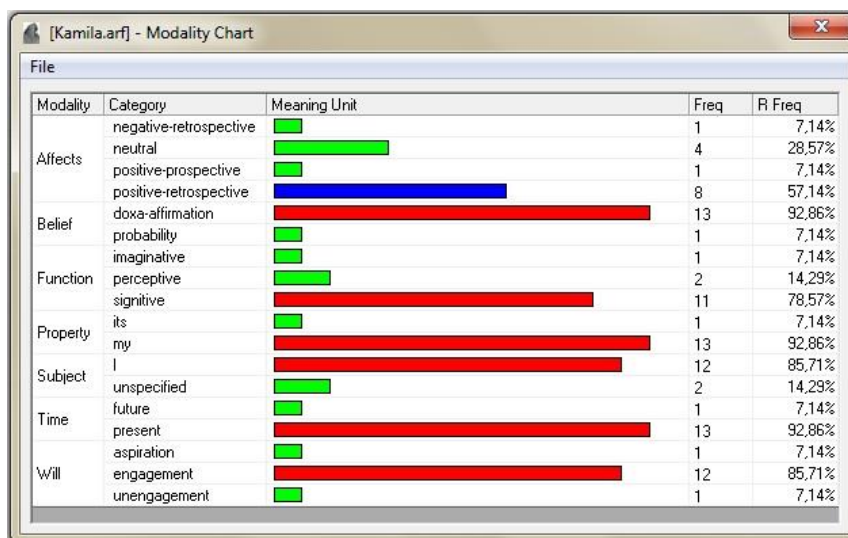 [Kamila.arf] - Modality Chart
File
Modality Category Meaning Unit Freq R Freq
Affects negative-retrospective 1 7,14%
neutral 4 28,57%
positive-prospective 1 7,14%
positive-retrospective 8 57,14%
Belief doxa-affirmation 13 92,86%
probability 1 7,14%
Function imaginative 1 7,14%
perceptive 2 14,29%
signitive 11 78,57%
Property its 1 7,14%
my 13 92,86%
Subject I 12 85,71%
unspecified 2 14,29%
Time future 1 7,14%
present 13 92,86%
Will aspiration 1 7,14%
engagement 12 85,71%
unengagement 1 7,14%